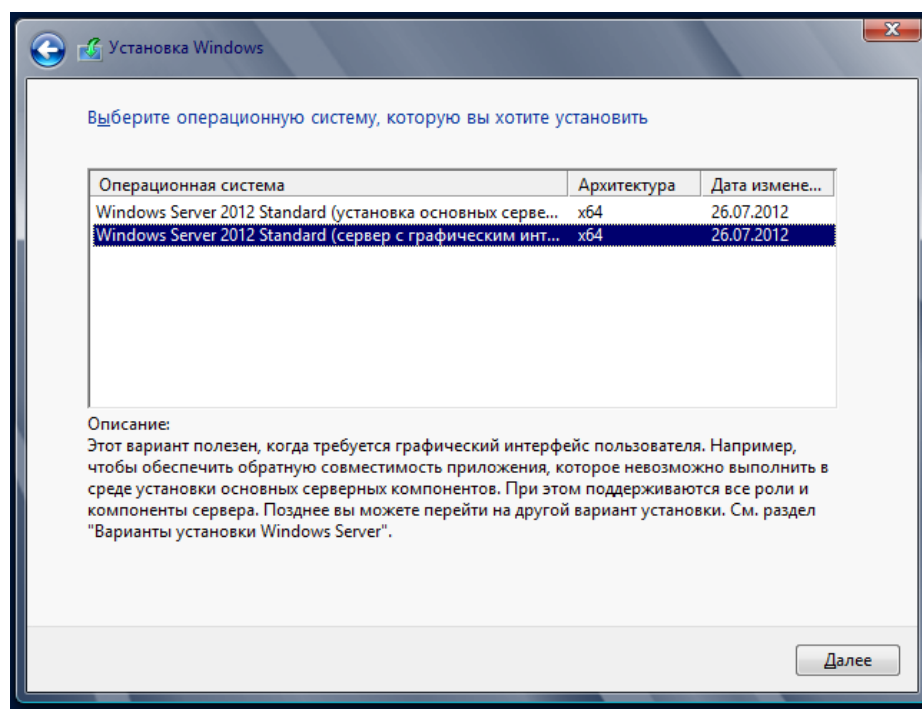 Установка Windows
Выберите операционную систему, которую вы хотите установить
Операционная система Архитектура Дата измене...
Windows Server 2012 Standard (установка основных серве... x64 26.07.2012
Windows Server 2012 Standard (сервер с графическим инт... x64 26.07.2012
Описание:
Этот вариант полезен, когда требуется графический интерфейс пользователя. Например,
чтобы обеспечить обратную совместимость приложения, которое невозможно выполнить в
среде установки основных серверных компонентов. При этом поддерживаются все роли и
компоненты сервера. Позднее вы можете перейти на другой вариант установки. См. раздел
"Варианты установки Windows Server".
Далее